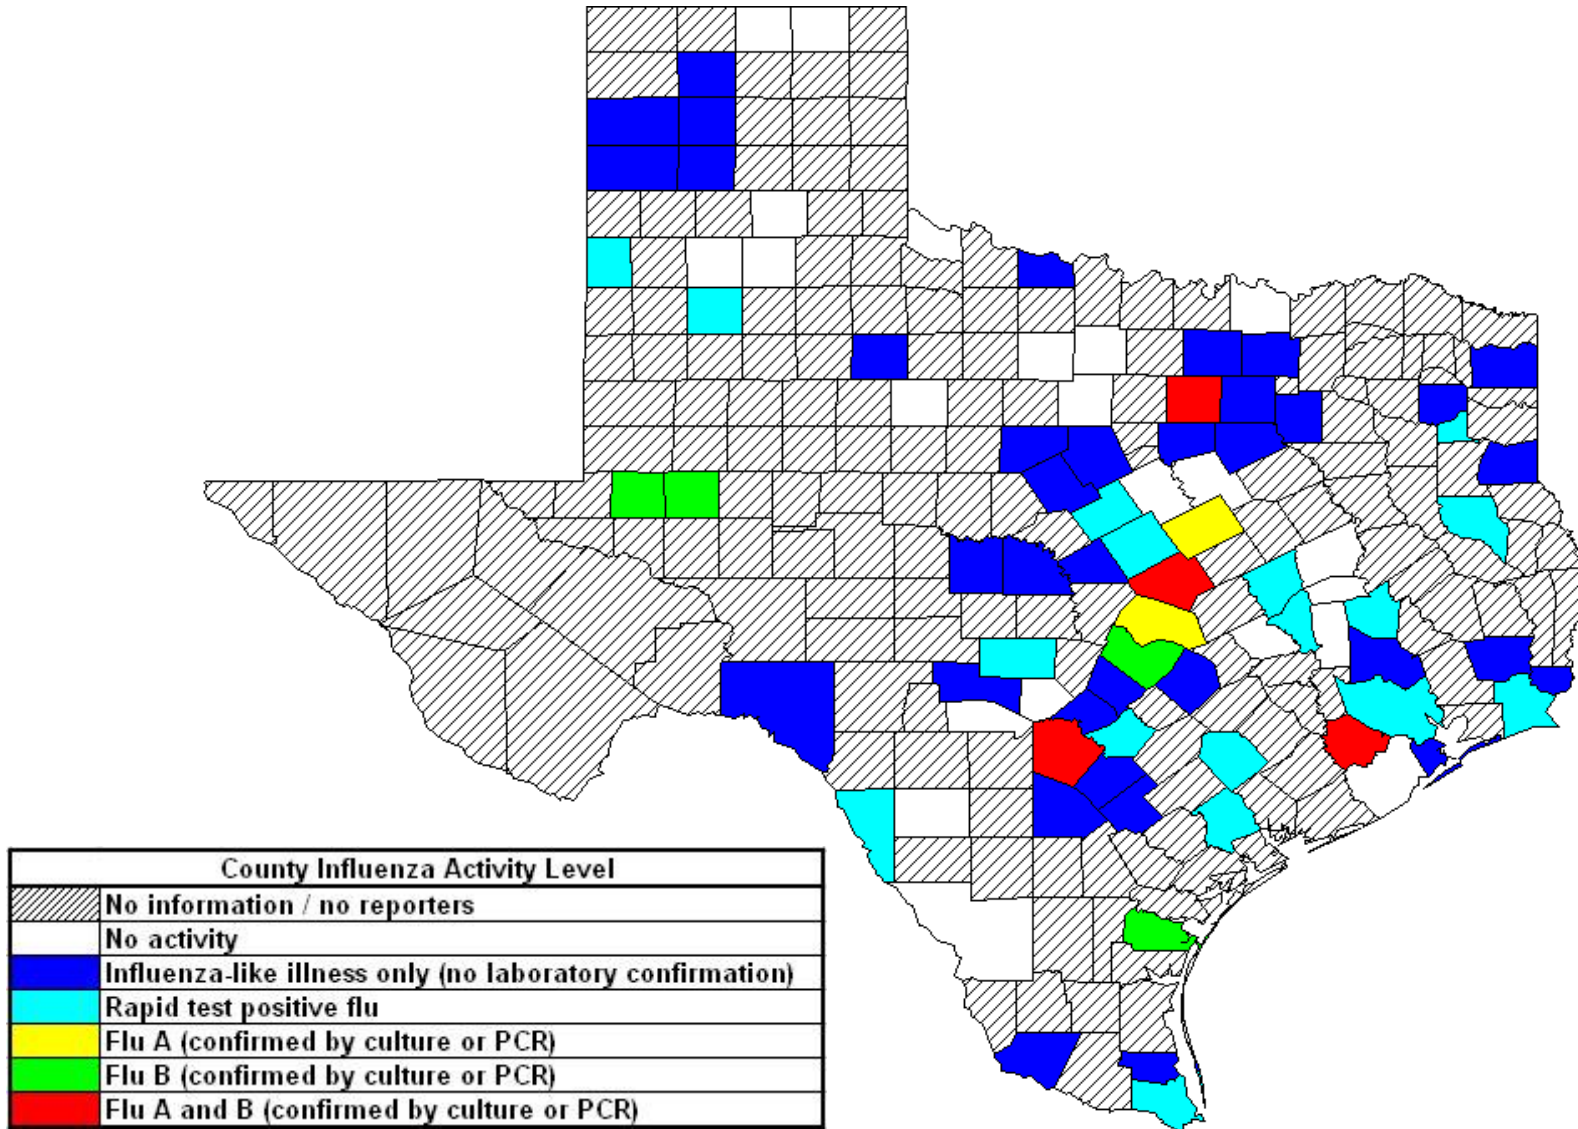 County Influenza Activity Level
No information / no reporters
No activity
Influenza-like illness only (no laboratory confirmation)
Rapid test positive flu
Flu A (confirmed by culture or PCR)
Flu B (confirmed by culture or PCR)
Flu A and B (confirmed by culture or PCR)